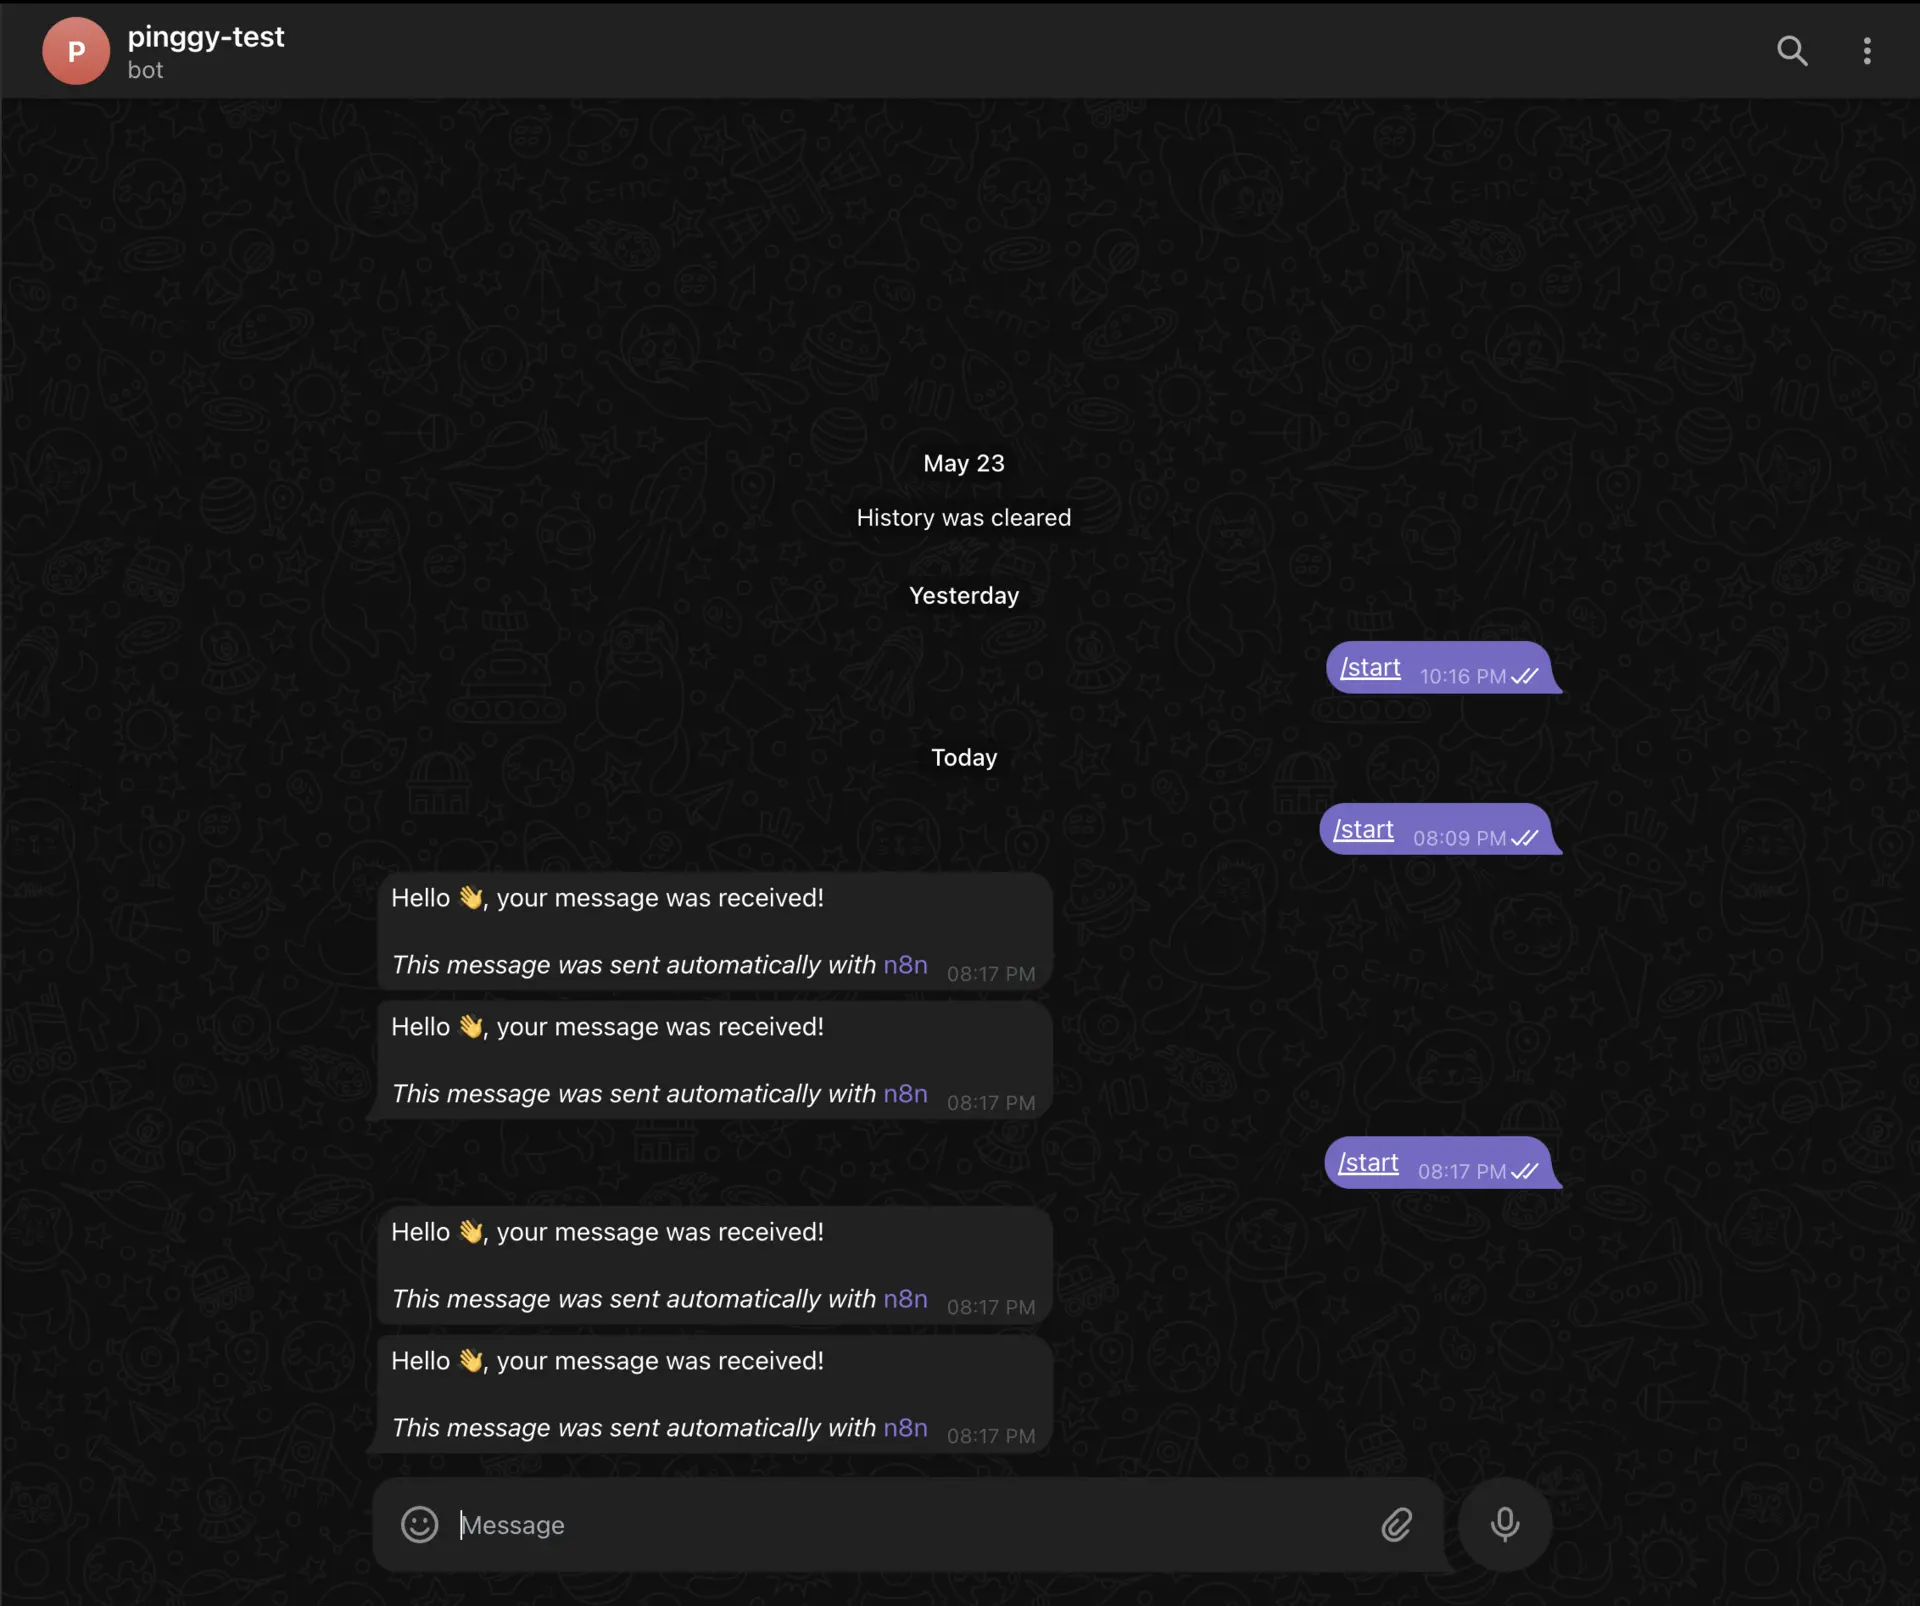 P
pinggy-test
bot
May 23
History was cleared
Yesterday
/start 10:16 PM
Today
/start 08:09 PM
Hello 👋, your message was received!
This message was sent automatically with n8n 08:17 PM
Hello 👋, your message was received!
This message was sent automatically with n8n 08:17 PM
/start 08:17 PM
Hello 👋, your message was received!
This message was sent automatically with n8n 08:17 PM
Hello 👋, your message was received!
This message was sent automatically with n8n 08:17 PM
Message